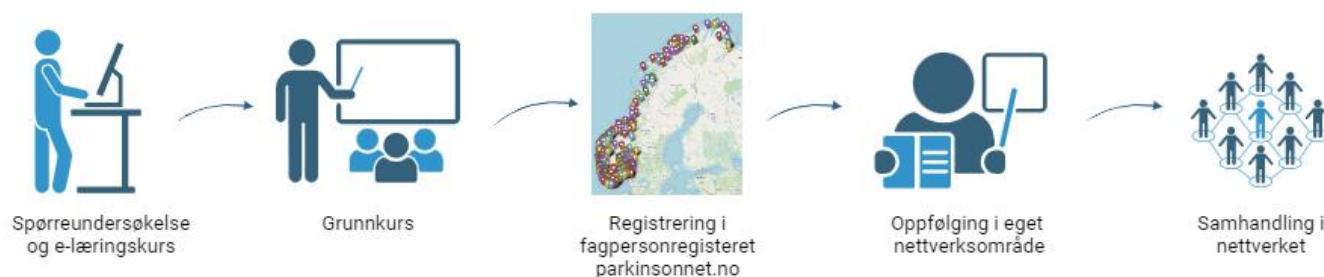 Spørreundersøkelse
og e-læringskurs
Grunnkurs
Registrering i
fagpersonregisteret
parkinsonnet.no
Oppfølging i eget
nettverksområde
Samhandling i
nettverket